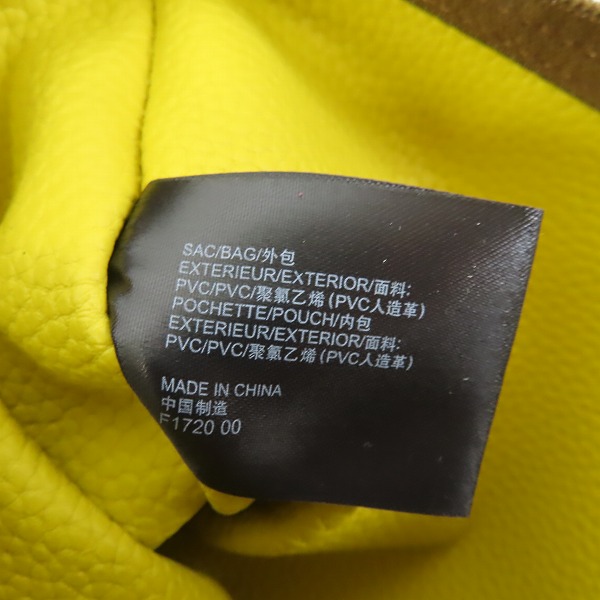 SAC/BAG/外包
EXTERIEUR/EXTERIOR/面料:
PVC/PVC/聚氯乙烯(PVC人造革)
POCHETTE/POUCH/内包
EXTERIEUR/EXTERIOR/面料:
PVC/PVC/聚氯乙烯(PVC人造革)
MADE IN CHINA
中国制造
F1720 00